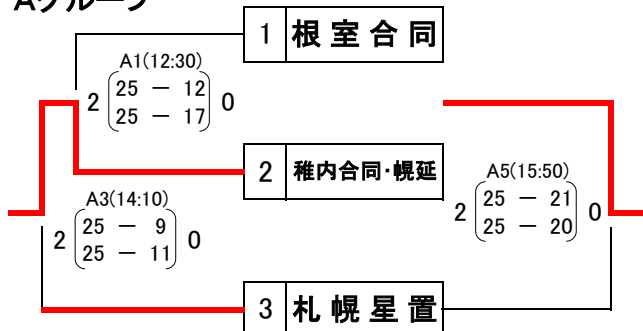 Aグループ
1 根室合同
A1(12:30)
2 25 － 12 0
25 － 17
2 稚内合同・幌延
A5(15:50)
2 25 － 21 0
25 － 20
A3(14:10)
2 25 － 9 0
25 － 11
3 札幌星置